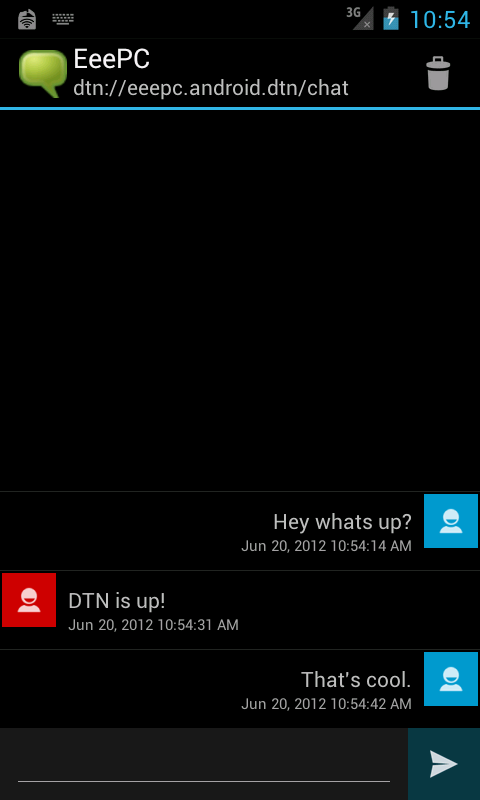 3G
10:54
EeePC
dtn://eeepc.android.dtn/chat
Hey whats up?
Jun 20, 2012 10:54:14 AM
DTN is up!
Jun 20, 2012 10:54:31 AM
That's cool.
Jun 20, 2012 10:54:42 AM